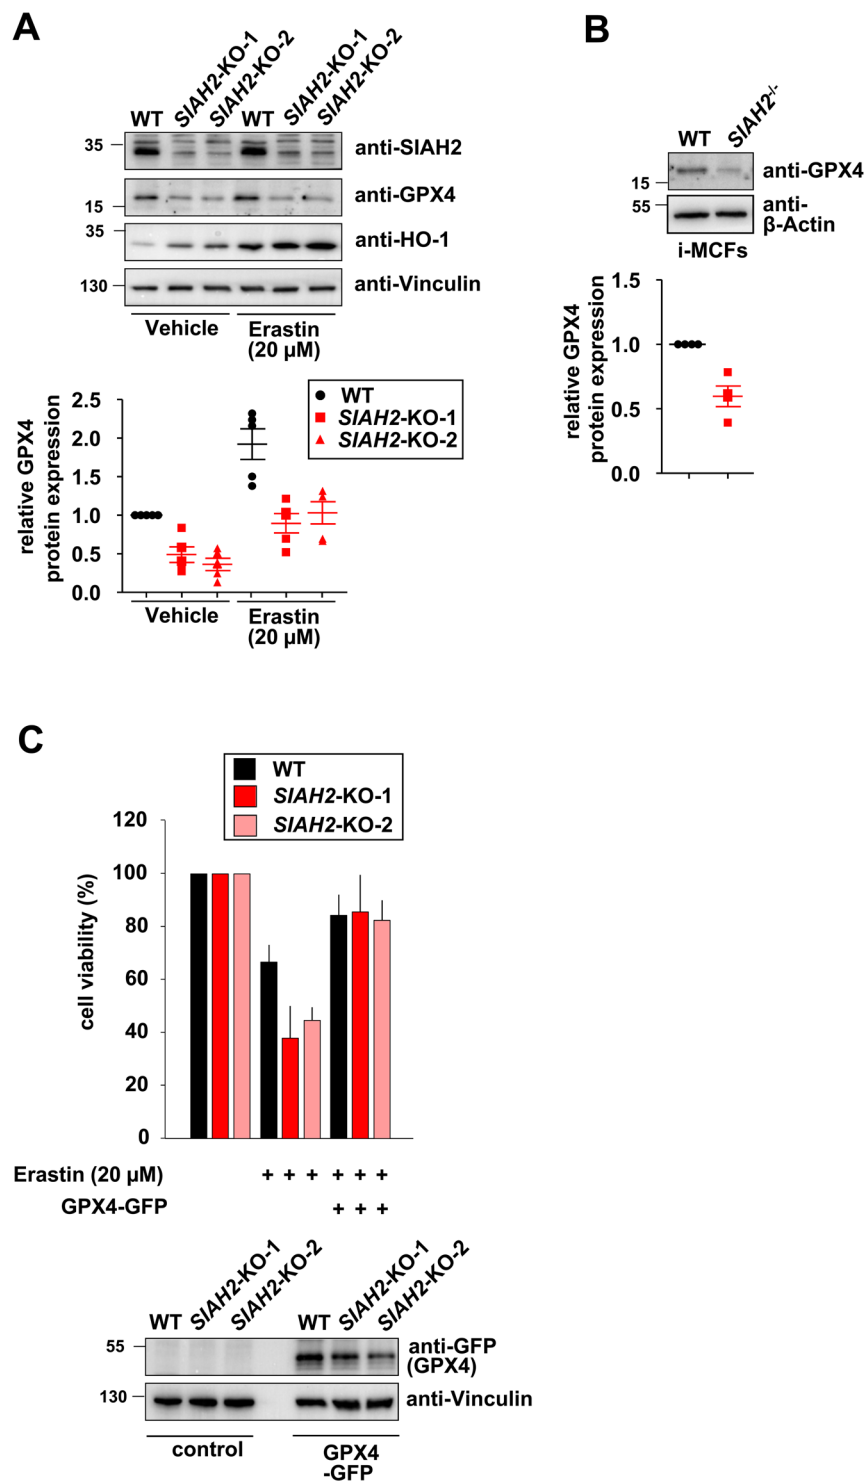 A
WT
SIAH2-KO-1
SIAH2-KO-2
WT
SIAH2-KO-1
SIAH2-KO-2
35
anti-SIAH2
15
anti-GPX4
35
anti-HO-1
130
anti-Vinculin
Vehicle
Erastin
(20 μM)
relative GPX4
protein expression
2.5
2.0
1.5
1.0
0.5
0.0
WT
SIAH2-KO-1
SIAH2-KO-2
Vehicle
Erastin
(20 μM)
B
WT
SIAH2-/-
15
anti-GPX4
55
anti-
β-Actin
i-MCFs
relative GPX4
protein expression
1.5
1.0
0.5
0.0
C
WT
SIAH2-KO-1
SIAH2-KO-2
cell viability (%)
120
100
80
60
40
20
0
Erastin (20 μM) + + + + + +
GPX4-GFP + + +
WT
SIAH2-KO-1
SIAH2-KO-2
WT
SIAH2-KO-1
SIAH2-KO-2
55
anti-GFP
(GPX4)
130
anti-Vinculin
control
GPX4
-GFP